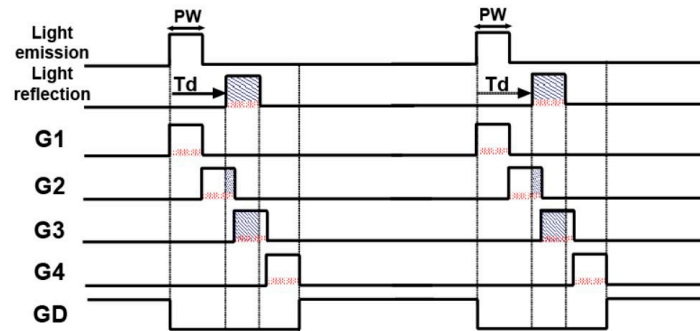 PW PW
Light
emission
Light
reflection
Td Td
G1
G2
G3
G4
GD